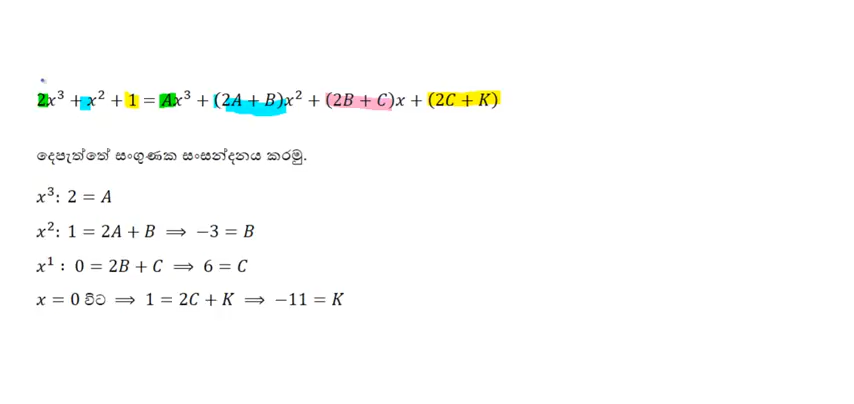 2x³ + x² + 1 = Ax³ + (2A + B)x² + (2B + C)x + (2C + K)
දෙපැත්තේ සංගුණක සංසන්දනය කරමු.
x³: 2 = A
x²: 1 = 2A + B ⟹ −3 = B
x¹ : 0 = 2B + C ⟹ 6 = C
x = 0 විට ⟹ 1 = 2C + K ⟹ −11 = K